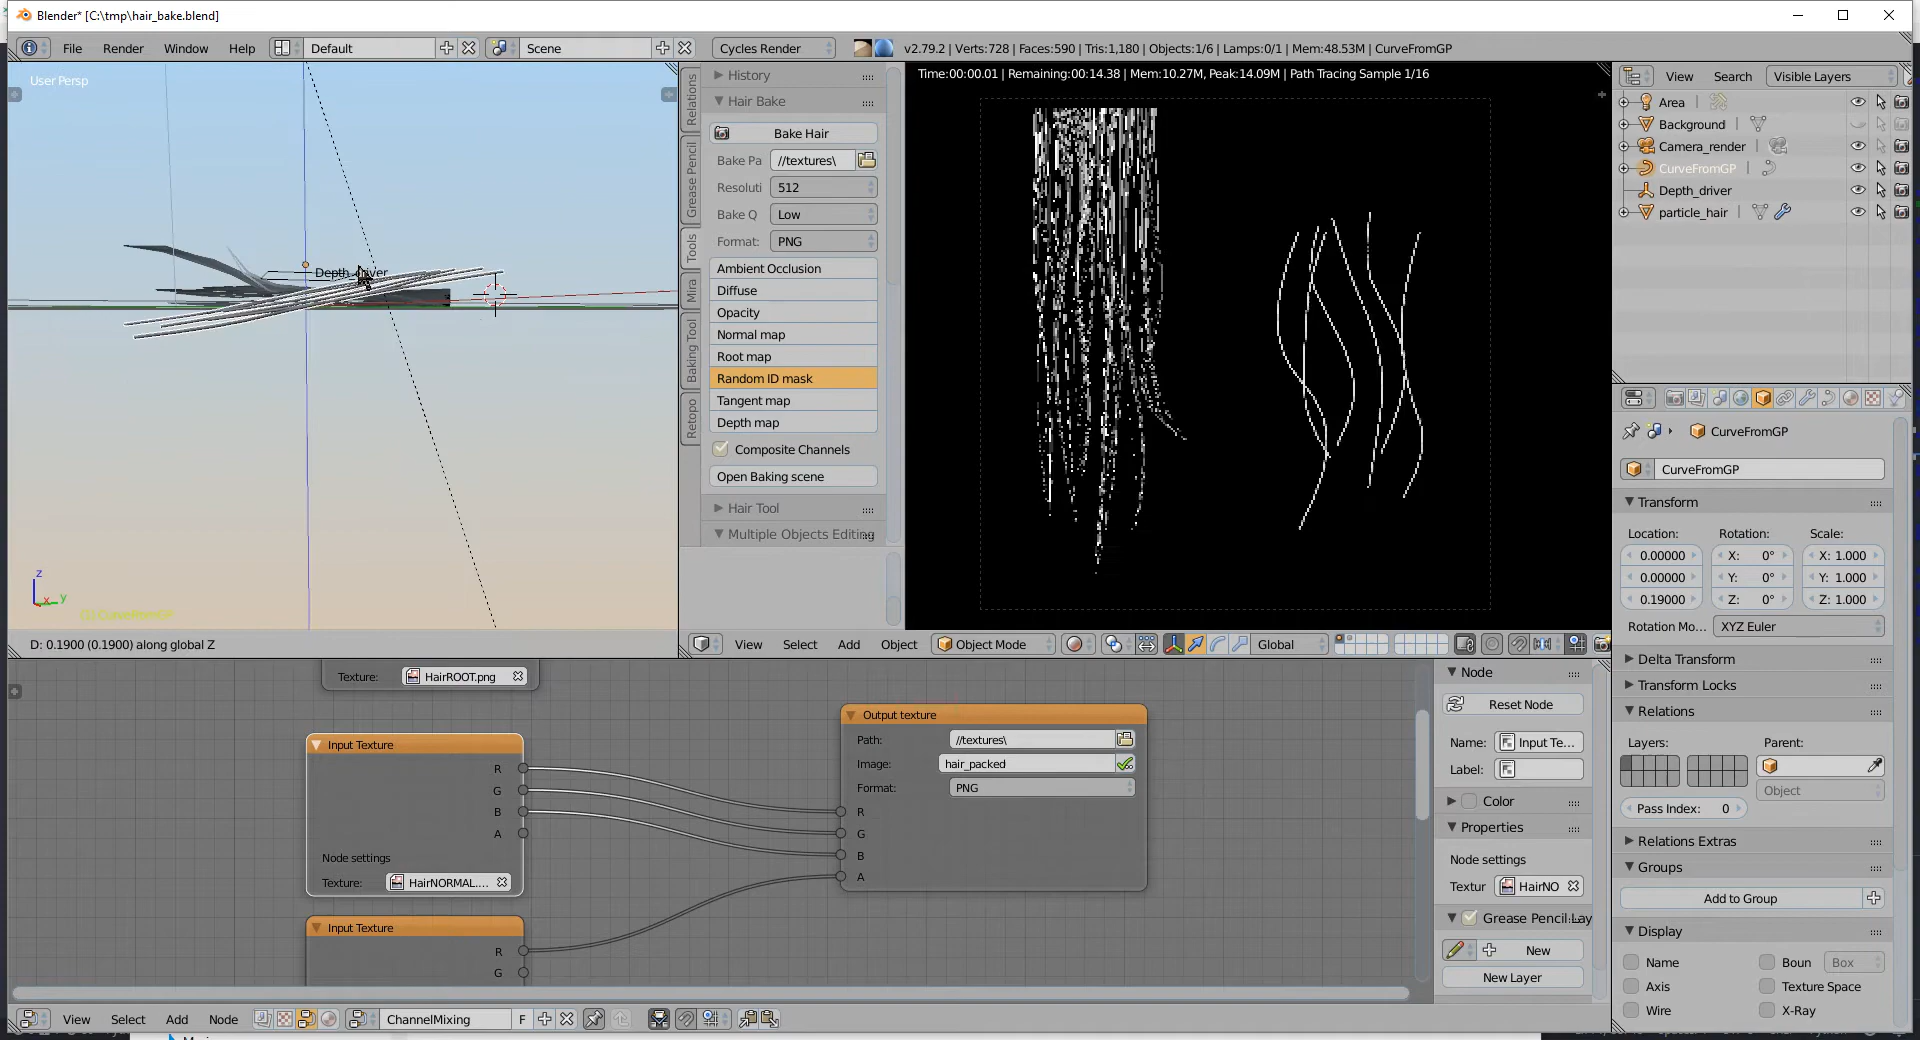 Blender* [C:\tmp\hair_bake.blend]
File Render Window Help Default Scene Cycles Render v2.79.2 | Verts:728 | Faces:590 | Tris:1,180 | Objects:1/6 | Lamps:0/1 | Mem:48.53M | CurveFromGP
User Persp
Depth_driver
z
x y
(1) CurveFromGP
D: 0.1900 (0.1900) along global Z
Relations
Grease Pencil
Tools
Mira
Baking Tool
Retopo
History
Hair Bake
Bake Hair
Bake Pa //textures\
Resoluti 512
Bake Q Low
Format: PNG
Ambient Occlusion
Diffuse
Opacity
Normal map
Root map
Random ID mask
Tangent map
Depth map
Composite Channels
Open Baking scene
Hair Tool
Multiple Objects Editing
Time:00:00.01 | Remaining:00:14.38 | Mem:10.27M, Peak:14.09M | Path Tracing Sample 1/16
View Select Add Object Object Mode Global
View Search Visible Layers
Area
Background
Camera_render
CurveFromGP
Depth_driver
particle_hair
CurveFromGP
CurveFromGP
Transform
Location: Rotation: Scale:
0.00000 X: 0° X: 1.000
0.00000 Y: 0° Y: 1.000
0.19000 Z: 0° Z: 1.000
Rotation Mo... XYZ Euler
Delta Transform
Transform Locks
Relations
Layers: Parent:
Object
Pass Index: 0
Relations Extras
Groups
Add to Group
Display
Name Boun Box
Axis Texture Space
Wire X-Ray
Texture: HairROOT.png
Input Texture
R
G
B
A
Node settings
Texture: HairNORMAL....
Input Texture
R
G
Output texture
Path: //textures\
Image: hair_packed
Format: PNG
R
G
B
A
Node
Reset Node
Name: Input Te...
Label:
Color
Properties
Node settings
Textur HairNO
Grease Pencil Lay
New
New Layer
View Select Add Node ChannelMixing F